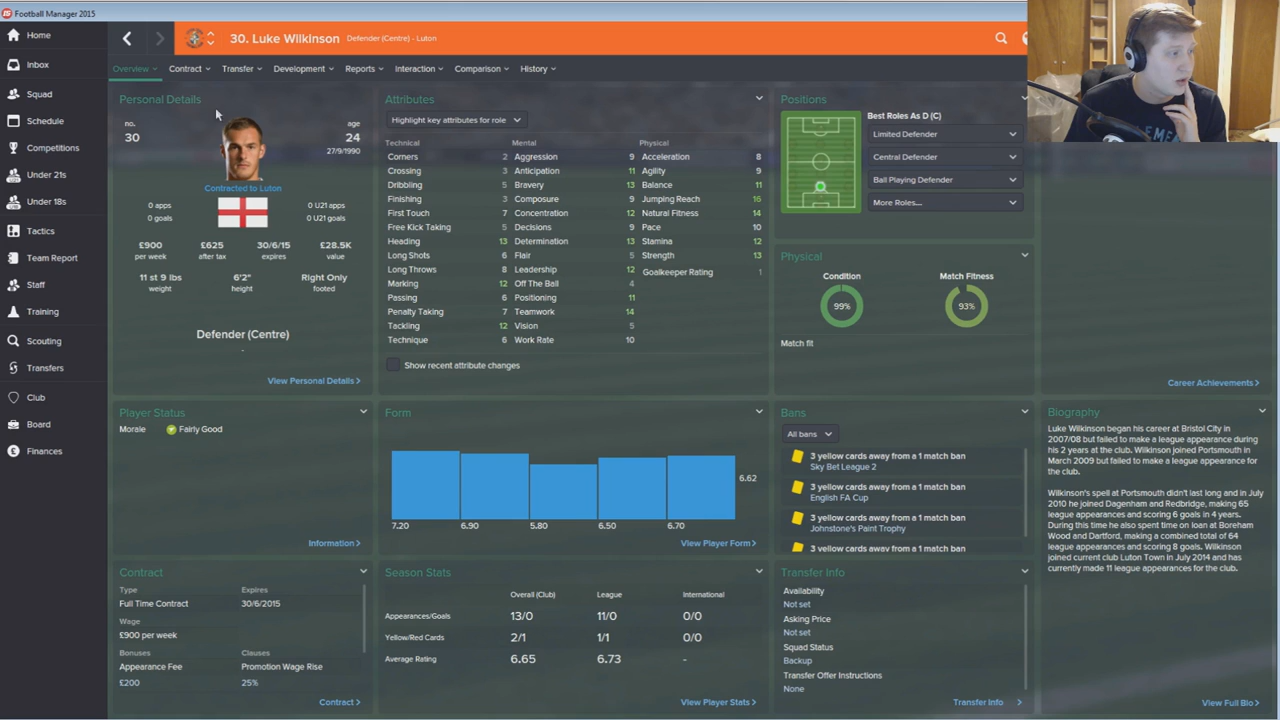 Football Manager 2015
Home
Inbox
Squad
Schedule
Competitions
Under 21s
Under 18s
Tactics
Team Report
Staff
Training
Scouting
Transfers
Club
Board
Finances
30. Luke Wilkinson Defender (Centre) - Luton
Overview Contract Transfer Development Reports Interaction Comparison History
Personal Details
no.
30
age
24
27/9/1990
Contracted to Luton
0 apps
0 goals
0 U21 apps
0 U21 goals
£900 £625 30/6/15 £28.5K
per week after tax expires value
11 st 9 lbs 6'2" Right Only
weight height footed
Defender (Centre)
-
View Personal Details >
Attributes
Highlight key attributes for role
Technical Mental Physical
Corners 2 Aggression 9 Acceleration 8
Crossing 3 Anticipation 11 Agility 9
Dribbling 5 Bravery 13 Balance 11
Finishing 3 Composure 9 Jumping Reach 16
First Touch 7 Concentration 12 Natural Fitness 14
Free Kick Taking 5 Decisions 9 Pace 10
Heading 13 Determination 13 Stamina 12
Long Shots 6 Flair 5 Strength 13
Long Throws 8 Leadership 12 Goalkeeper Rating 1
Marking 12 Off The Ball 4
Passing 6 Positioning 11
Penalty Taking 7 Teamwork 14
Tackling 12 Vision 5
Technique 6 Work Rate 10
Show recent attribute changes
Positions
Best Roles As D (C)
Limited Defender
Central Defender
Ball Playing Defender
More Roles...
Physical
Condition Match Fitness
99% 93%
Match fit
Career Achievements >
Player Status
Morale Fairly Good
Information >
Form
6.62
7.20 6.90 5.80 6.50 6.70
View Player Form >
Bans
All bans
3 yellow cards away from a 1 match ban
Sky Bet League 2
3 yellow cards away from a 1 match ban
English FA Cup
3 yellow cards away from a 1 match ban
Johnstone's Paint Trophy
3 yellow cards away from a 1 match ban
Biography
Luke Wilkinson began his career at Bristol City in
2007/08 but failed to make a league appearance during
his 2 years at the club. Wilkinson joined Portsmouth in
March 2009 but failed to make a league appearance for
the club.
Wilkinson's spell at Portsmouth didn't last long and in July
2010 he joined Dagenham and Redbridge, making 65
league appearances and scoring 6 goals in 4 years.
During this time he also spent time on loan at Boreham
Wood and Dartford, making a combined total of 64
league appearances and scoring 8 goals. Wilkinson
joined current club Luton Town in July 2014 and has
currently made 11 league appearances for the club.
View Full Bio >
Contract
Type Expires
Full Time Contract 30/6/2015
Wage
£900 per week
Bonuses Clauses
Appearance Fee Promotion Wage Rise
£200 25%
Contract >
Season Stats
Overall (Club) League International
Appearances/Goals 13/0 11/0 0/0
Yellow/Red Cards 2/1 1/1 0/0
Average Rating 6.65 6.73 -
View Player Stats >
Transfer Info
Availability
Not set
Asking Price
Not set
Squad Status
Backup
Transfer Offer Instructions
None
Transfer Info >